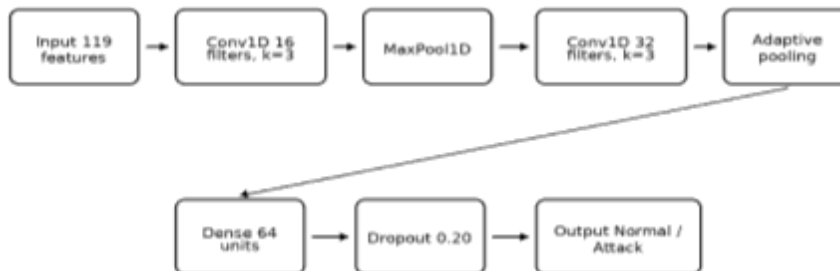 Input 119
features
Conv1D 16
filters, k=3
MaxPool1D
Conv1D 32
filters, k=3
Adaptive
pooling
Dense 64
units
Dropout 0.20
Output Normal /
Attack